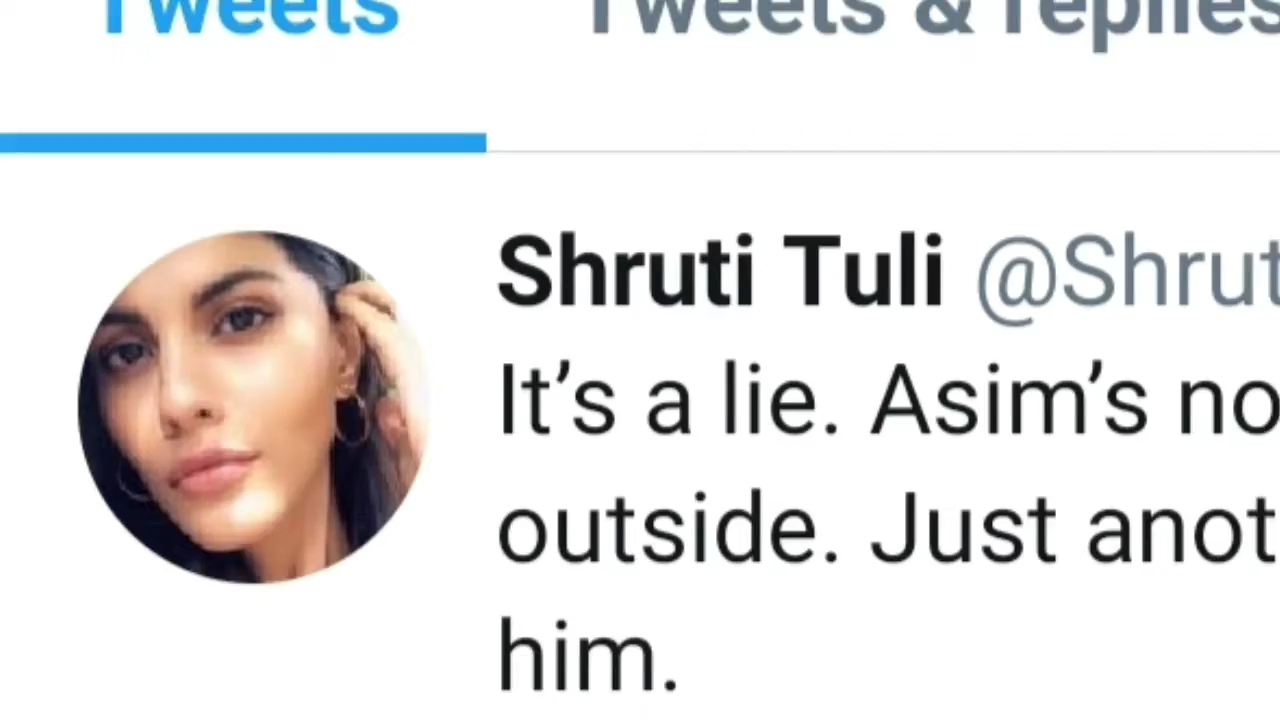 Tweets
Tweets & replies
Shruti Tuli @Shrut
It’s a lie. Asim’s no
outside. Just anot
him.